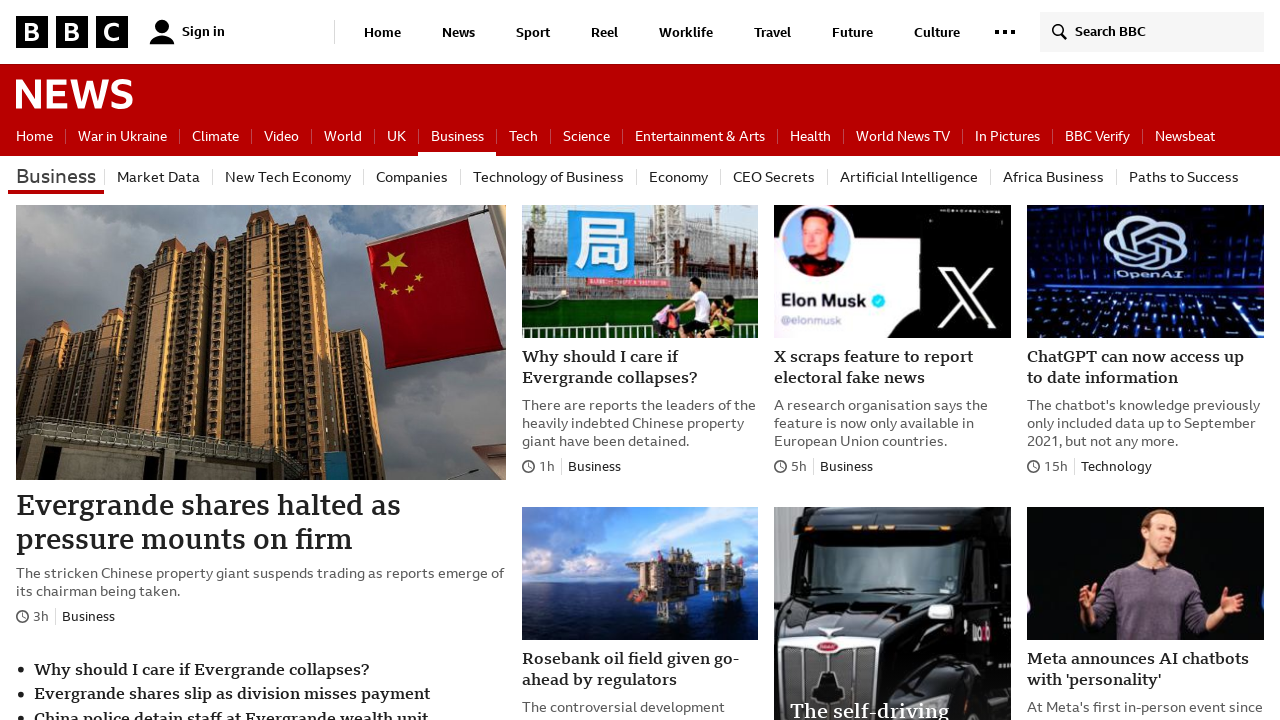 BBC
Sign in
Home
News
Sport
Reel
Worklife
Travel
Future
Culture
Search BBC
NEWS
Home
War in Ukraine
Climate
Video
World
UK
Business
Tech
Science
Entertainment & Arts
Health
World News TV
In Pictures
BBC Verify
Newsbeat
Business
Market Data
New Tech Economy
Companies
Technology of Business
Economy
CEO Secrets
Artificial Intelligence
Africa Business
Paths to Success
Evergrande shares halted as
pressure mounts on firm
The stricken Chinese property giant suspends trading as reports emerge of
its chairman being taken.
3h
Business
Why should I care if Evergrande collapses?
Evergrande shares slip as division misses payment
China police detain staff at Evergrande wealth unit
局
Why should I care if
Evergrande collapses?
There are reports the leaders of the
heavily indebted Chinese property
giant have been detained.
1h
Business
Elon Musk
@elonmusk
X
X scraps feature to report
electoral fake news
A research organisation says the
feature is now only available in
European Union countries.
5h
Business
OpenAI
ChatGPT can now access up
to date information
The chatbot's knowledge previously
only included data up to September
2021, but not any more.
15h
Technology
Rosebank oil field given go-
ahead by regulators
The controversial development
The self-driving
Meta announces AI chatbots
with 'personality'
At Meta's first in-person event since